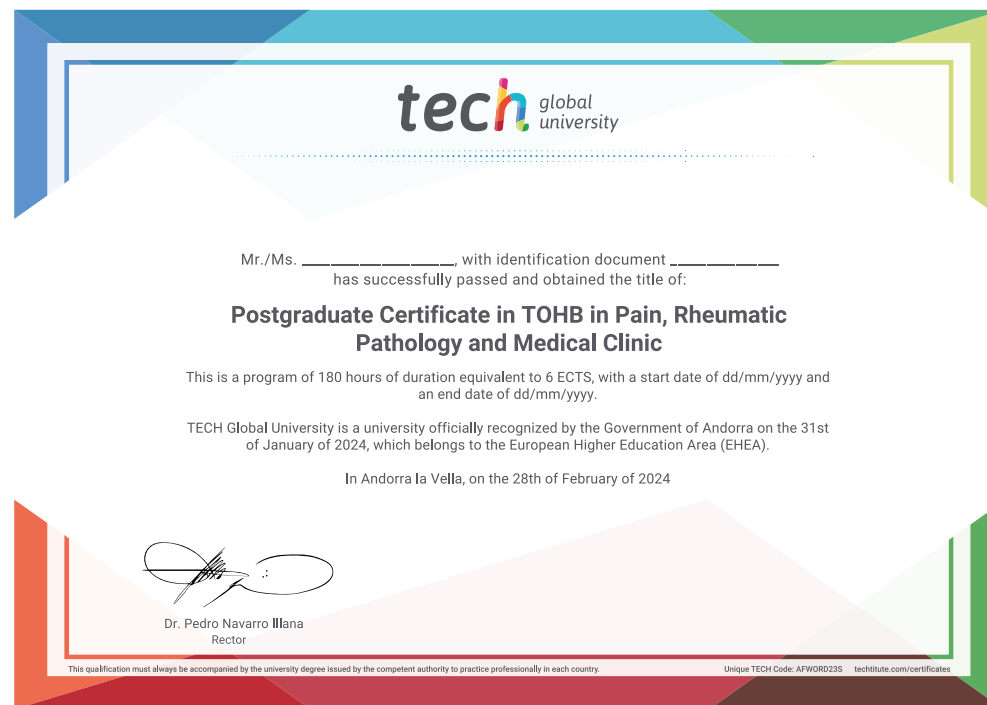 tech global
university
Mr./Ms. ____________________, with identification document ______________
has successfully passed and obtained the title of:
Postgraduate Certificate in TOHB in Pain, Rheumatic
Pathology and Medical Clinic
This is a program of 180 hours of duration equivalent to 6 ECTS, with a start date of dd/mm/yyyy and
an end date of dd/mm/yyyy.
TECH Global University is a university officially recognized by the Government of Andorra on the 31st
of January of 2024, which belongs to the European Higher Education Area (EHEA).
In Andorra la Vella, on the 28th of February of 2024
Dr. Pedro Navarro Illana
Rector
This qualification must always be accompanied by the university degree issued by the competent authority to practice professionally in each country.
Unique TECH Code: AFWORD23S techtitute.com/certificates